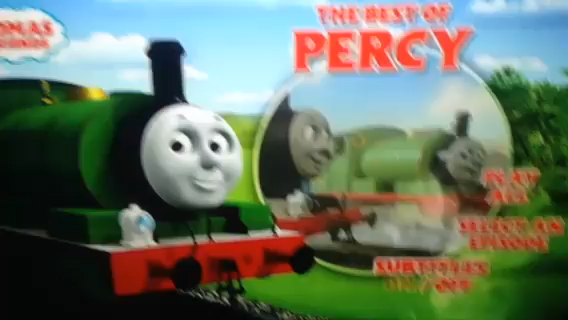 THE BEST OF
PERCY
PLAY
ALL
SELECT AN
EPISODE
SUBTITLES